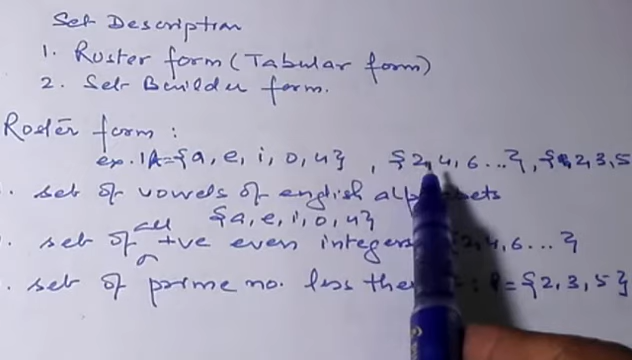 Set Description
1. Roster form (Tabular form)
2. Set Builder form.
Roster form :
ex. 1 A={a, e, i, o, u} , {2, 4, 6...}, { 2, 3, 5
. set of vowels of english
{a, e, i, o, u}
. set of all +ve even integers {2, 4, 6...}
. set of prime no. less : P={2, 3, 5}